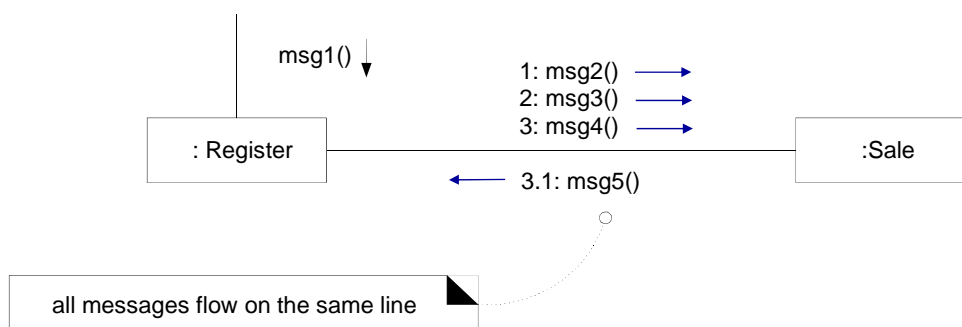 msg1()
1: msg2()
2: msg3()
3: msg4()
: Register
:Sale
3.1: msg5()
all messages flow on the same line